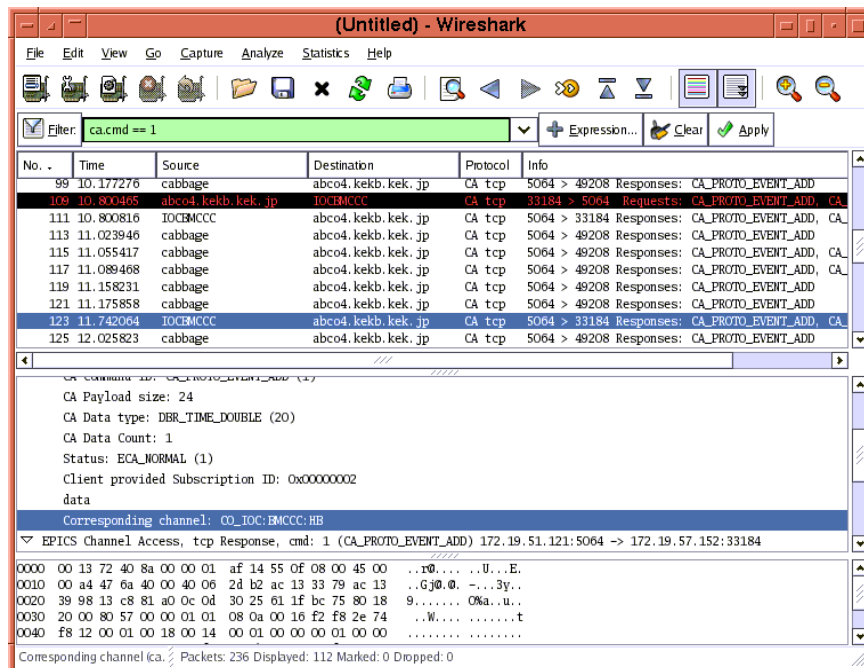 (Untitled) - Wireshark
File Edit View Go Capture Analyze Statistics Help
Filter: ca.cmd == 1 Expression... Clear Apply
No. . Time Source Destination Protocol Info
99 10.177276 cabbage abco4.kekb.kek.jp CA tcp 5064 > 49208 Responses: CA_PROTO_EVENT_ADD
109 10.800465 abco4.kekb.kek.jp IOCBMCCC CA tcp 33184 > 5064 Requests: CA_PROTO_EVENT_ADD, CA_
111 10.800816 IOCBMCCC abco4.kekb.kek.jp CA tcp 5064 > 33184 Responses: CA_PROTO_EVENT_ADD, CA_
113 11.023946 cabbage abco4.kekb.kek.jp CA tcp 5064 > 49208 Responses: CA_PROTO_EVENT_ADD
115 11.055417 cabbage abco4.kekb.kek.jp CA tcp 5064 > 49208 Responses: CA_PROTO_EVENT_ADD, CA_
117 11.089468 cabbage abco4.kekb.kek.jp CA tcp 5064 > 49208 Responses: CA_PROTO_EVENT_ADD, CA_
119 11.158231 cabbage abco4.kekb.kek.jp CA tcp 5064 > 49208 Responses: CA_PROTO_EVENT_ADD
121 11.175858 cabbage abco4.kekb.kek.jp CA tcp 5064 > 49208 Responses: CA_PROTO_EVENT_ADD
123 11.742064 IOCBMCCC abco4.kekb.kek.jp CA tcp 5064 > 33184 Responses: CA_PROTO_EVENT_ADD, CA_
125 12.025823 cabbage abco4.kekb.kek.jp CA tcp 5064 > 49208 Responses: CA_PROTO_EVENT_ADD
CA Command ID: CA_PROTO_EVENT_ADD (1)
CA Payload size: 24
CA Data type: DBR_TIME_DOUBLE (20)
CA Data Count: 1
Status: ECA_NORMAL (1)
Client provided Subscription ID: 0x00000002
data
Corresponding channel: CO_IOC:BMCCC:HB
EPICS Channel Access, tcp Response, cmd: 1 (CA_PROTO_EVENT_ADD) 172.19.51.121:5064 -> 172.19.57.152:33184
0000 00 13 72 40 8a 00 00 01 af 14 55 0f 08 00 45 00 ..r@.... ..U...E.
0010 00 a4 47 6a 40 00 40 06 2d b2 ac 13 33 79 ac 13 ..Gj@.@. -...3y..
0020 39 98 13 c8 81 a0 0c 0d 30 25 61 1f bc 75 80 18 9....... 0%a..u..
0030 20 00 80 57 00 00 01 01 08 0a 00 16 f2 f8 2e 74 ..W.... .......t
0040 f8 12 00 01 00 18 00 14 00 01 00 00 00 01 00 00 ........ ........
Corresponding channel (ca. Packets: 236 Displayed: 112 Marked: 0 Dropped: 0